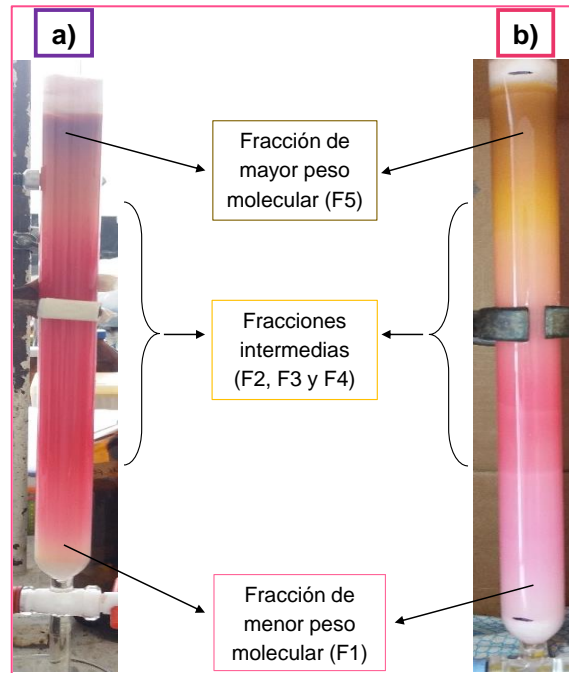 a)
b)
Fracción de
mayor peso
molecular (F5)
Fracciones
intermedias
(F2, F3 y F4)
Fracción de
menor peso
molecular (F1)